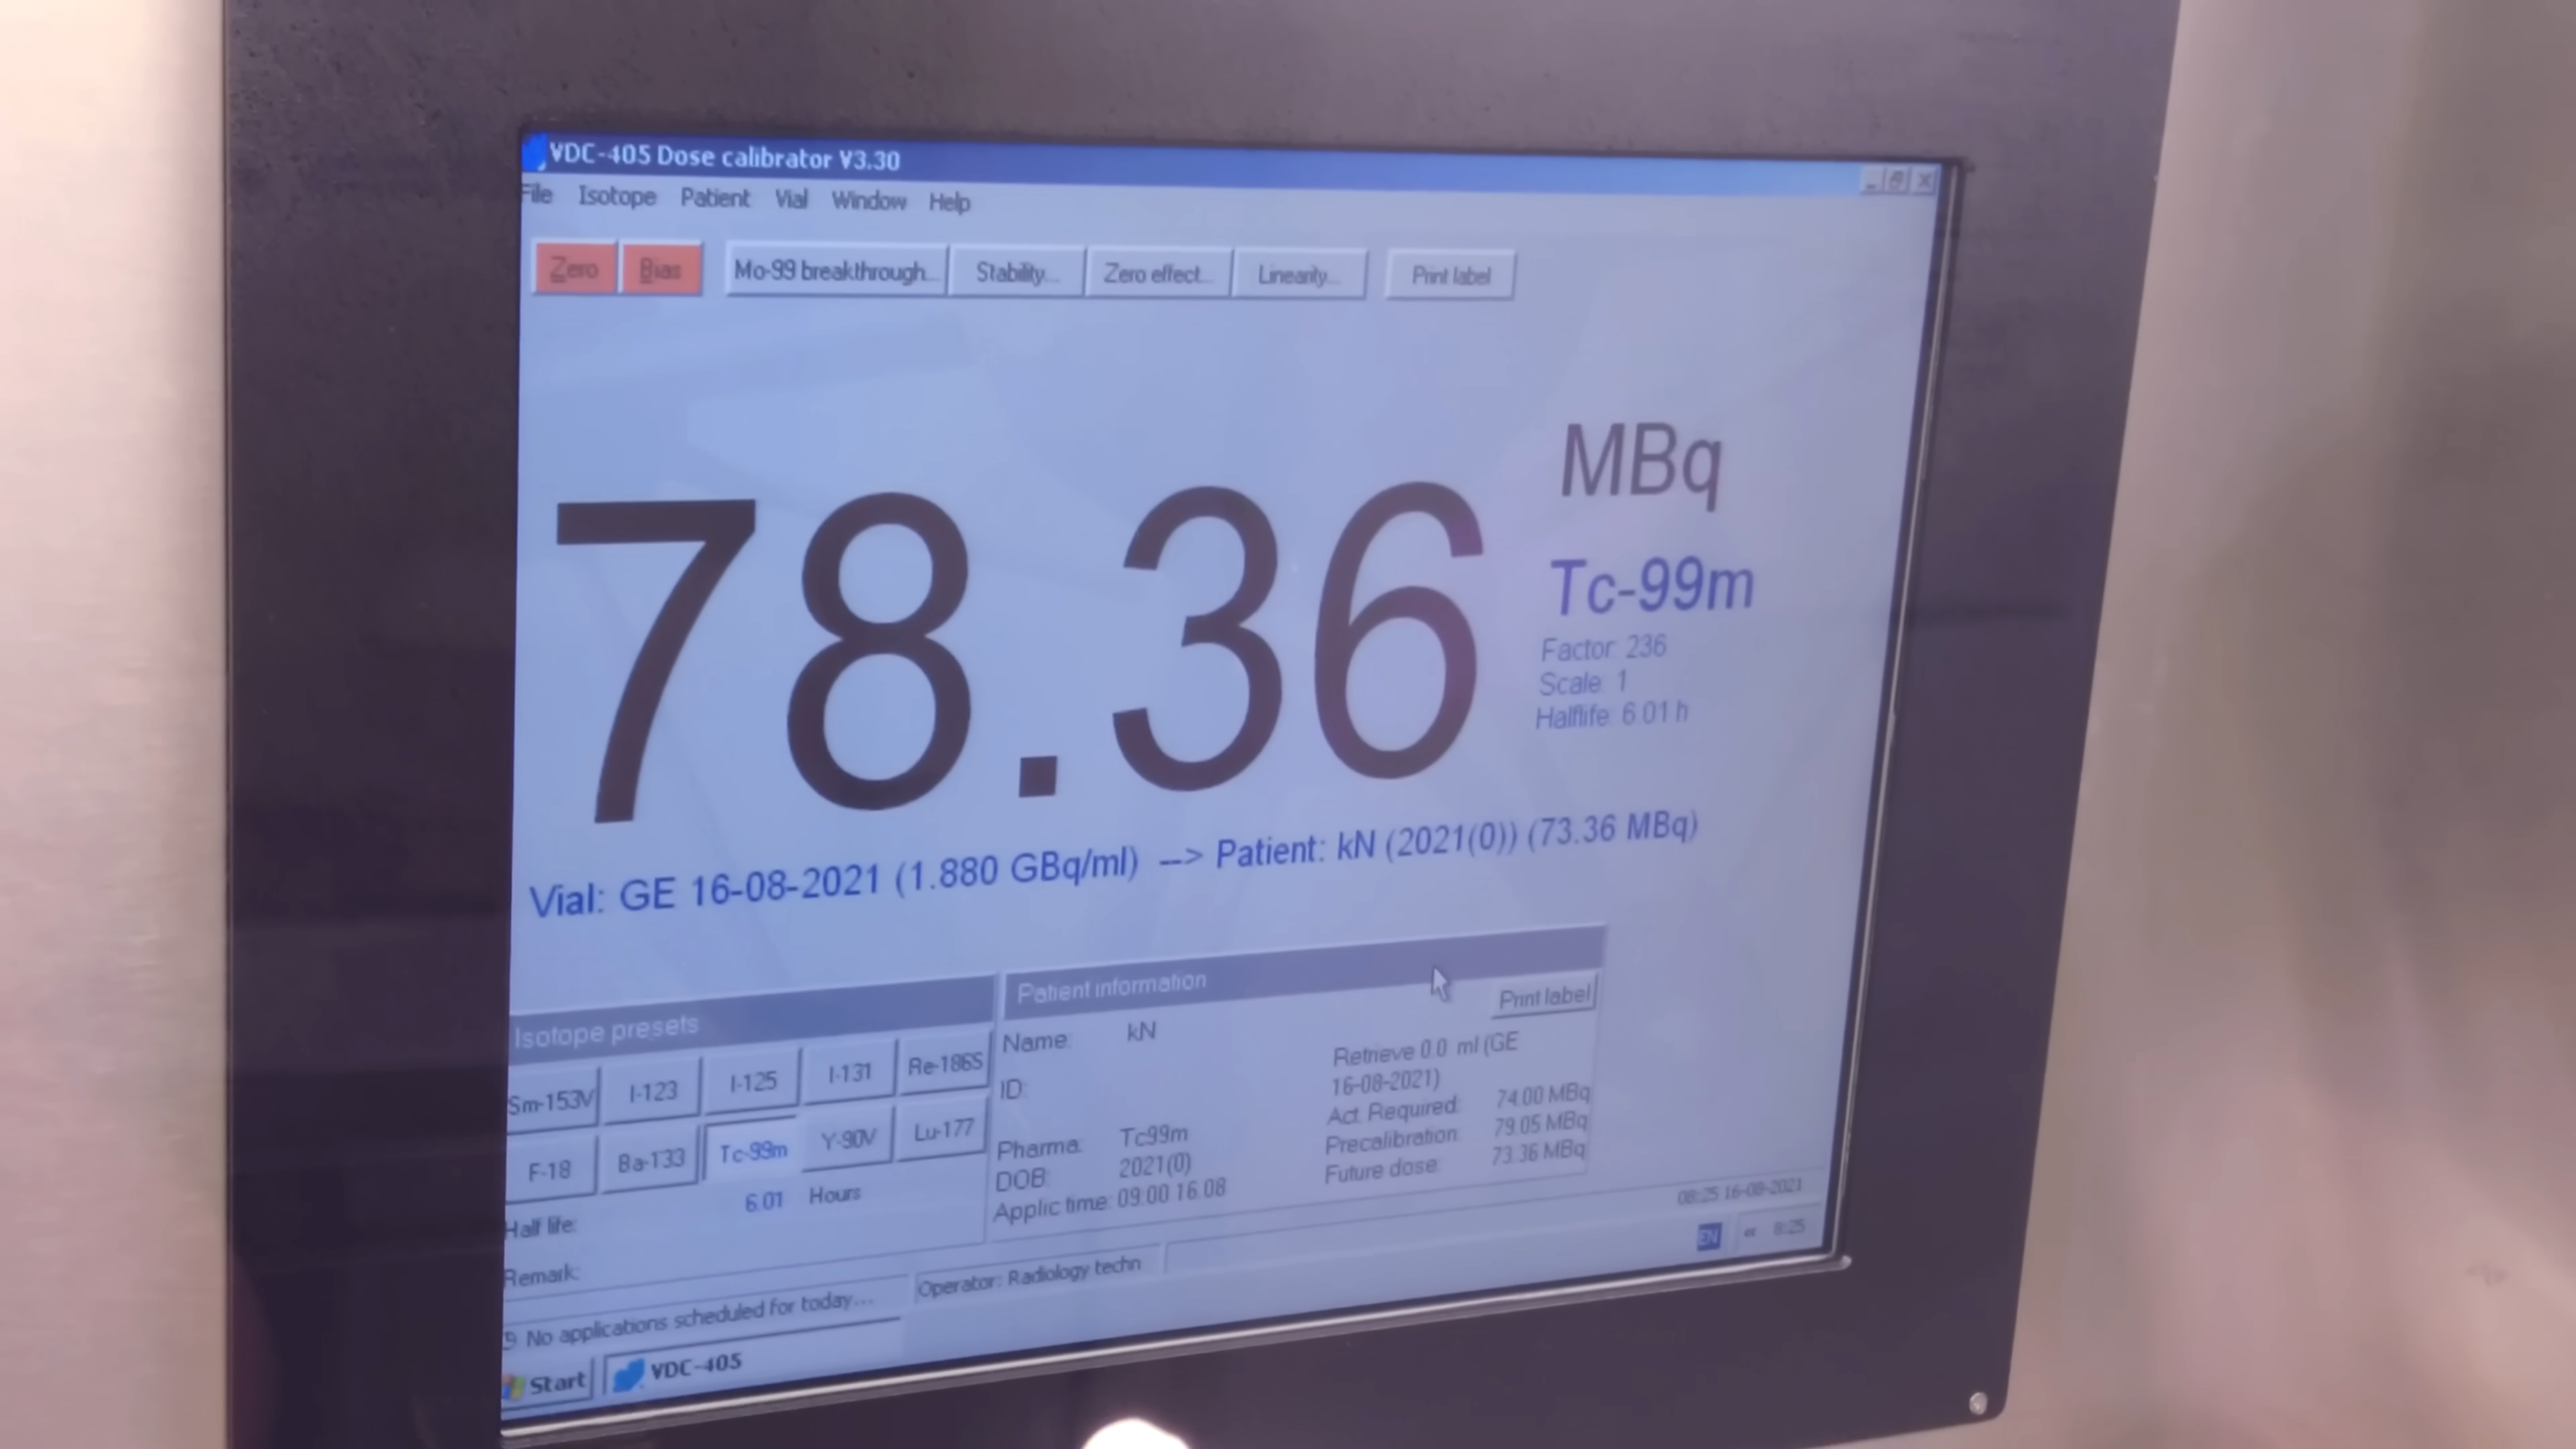 VDC-405 Dose calibrator V3.30
File Isotope Patient Vial Window Help
Zero Bias Mo-99 breakthrough... Stability... Zero effect... Linearity... Print label
MBq
78.36
Tc-99m
Factor: 236
Scale: 1
Halflife: 6.01 h
Vial: GE 16-08-2021 (1.880 GBq/ml) --> Patient: kN (2021(0)) (73.36 MBq)
Isotope presets
Sm-153V I-123 I-125 I-131 Re-186S
F-18 Ba-133 Tc-99m Y-90V Lu-177
Half life: 6.01 Hours
Remark:
Patient information
Print label
Name: kN
ID:
Pharma: Tc99m
DOB: 2021(0)
Applic time: 09:00 16.08
Retrieve 0.0 ml (GE
16-08-2021)
Act. Required: 74.00 MBq
Precalibration: 79.05 MBq
Future dose: 73.36 MBq
08:25 16-08-2021
No applications scheduled for today...
Operator: Radiology techn
Start VDC-405
EN « 8:25